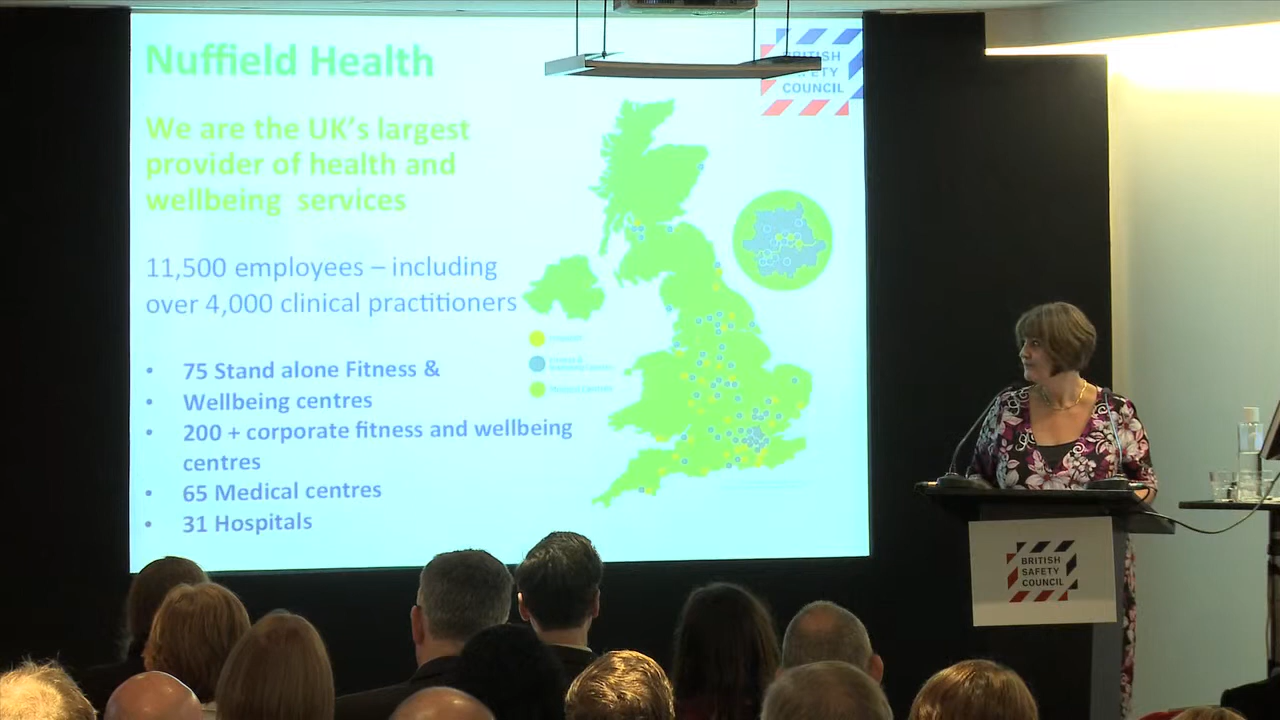 Nuffield Health
We are the UK's largest
provider of health and
wellbeing  services
11,500 employees – including
over 4,000 clinical practitioners
• 75 Stand alone Fitness &
• Wellbeing centres
• 200 + corporate fitness and wellbeing
centres
• 65 Medical centres
• 31 Hospitals
BRITISH
SAFETY
COUNCIL
BRITISH
SAFETY
COUNCIL